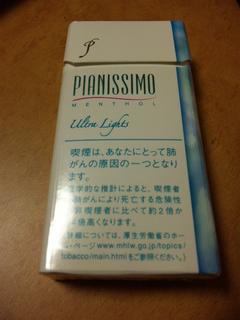 P
PIANISSIMO
MENTHOL
Ultra Lights
喫煙は、あなたにとって肺
がんの原因の一つとなり
ます。
疫学的な推計によると、喫煙者
は肺がんにより死亡する危険性
が非喫煙者に比べて約2倍か
ら4倍高くなります。
詳細については、厚生労働省のホー
ム・ページ www.mhlw.go.jp/topics/
tobacco/main.htmlをご参照ください。)